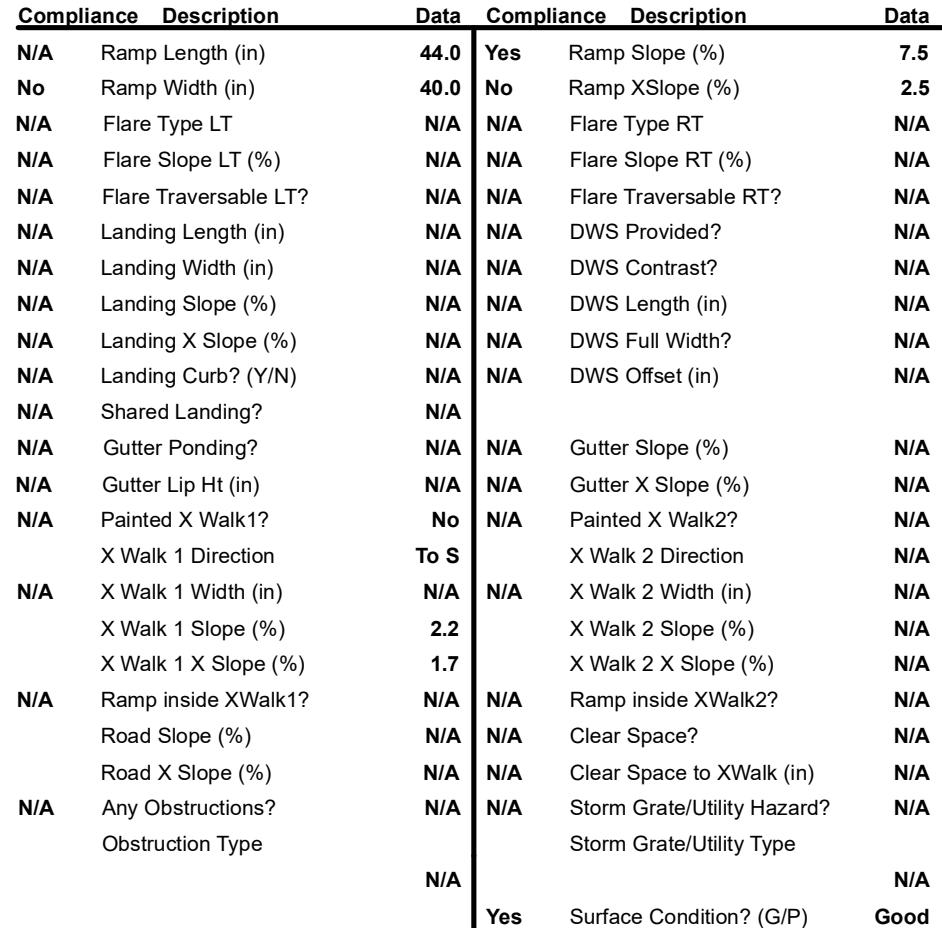 Compliance Description Data Compliance Description Data
N/A Ramp Length (in) 44.0 Yes Ramp Slope (%) 7.5
No Ramp Width (in) 40.0 No Ramp XSlope (%) 2.5
N/A Flare Type LT N/A N/A Flare Type RT N/A
N/A Flare Slope LT (%) N/A N/A Flare Slope RT (%) N/A
N/A Flare Traversable LT? N/A N/A Flare Traversable RT? N/A
N/A Landing Length (in) N/A N/A DWS Provided? N/A
N/A Landing Width (in) N/A N/A DWS Contrast? N/A
N/A Landing Slope (%) N/A N/A DWS Length (in) N/A
N/A Landing X Slope (%) N/A N/A DWS Full Width? N/A
N/A Landing Curb? (Y/N) N/A N/A DWS Offset (in) N/A
N/A Shared Landing? N/A
N/A Gutter Ponding? N/A N/A Gutter Slope (%) N/A
N/A Gutter Lip Ht (in) N/A N/A Gutter X Slope (%) N/A
N/A Painted X Walk1? No N/A Painted X Walk2? N/A
X Walk 1 Direction To S X Walk 2 Direction N/A
N/A X Walk 1 Width (in) N/A N/A X Walk 2 Width (in) N/A
X Walk 1 Slope (%) 2.2 X Walk 2 Slope (%) N/A
X Walk 1 X Slope (%) 1.7 X Walk 2 X Slope (%) N/A
N/A Ramp inside XWalk1? N/A N/A Ramp inside XWalk2? N/A
Road Slope (%) N/A N/A Clear Space? N/A
Road X Slope (%) N/A N/A Clear Space to XWalk (in) N/A
N/A Any Obstructions? N/A N/A Storm Grate/Utility Hazard? N/A
Obstruction Type Storm Grate/Utility Type
N/A N/A
Yes Surface Condition? (G/P) Good